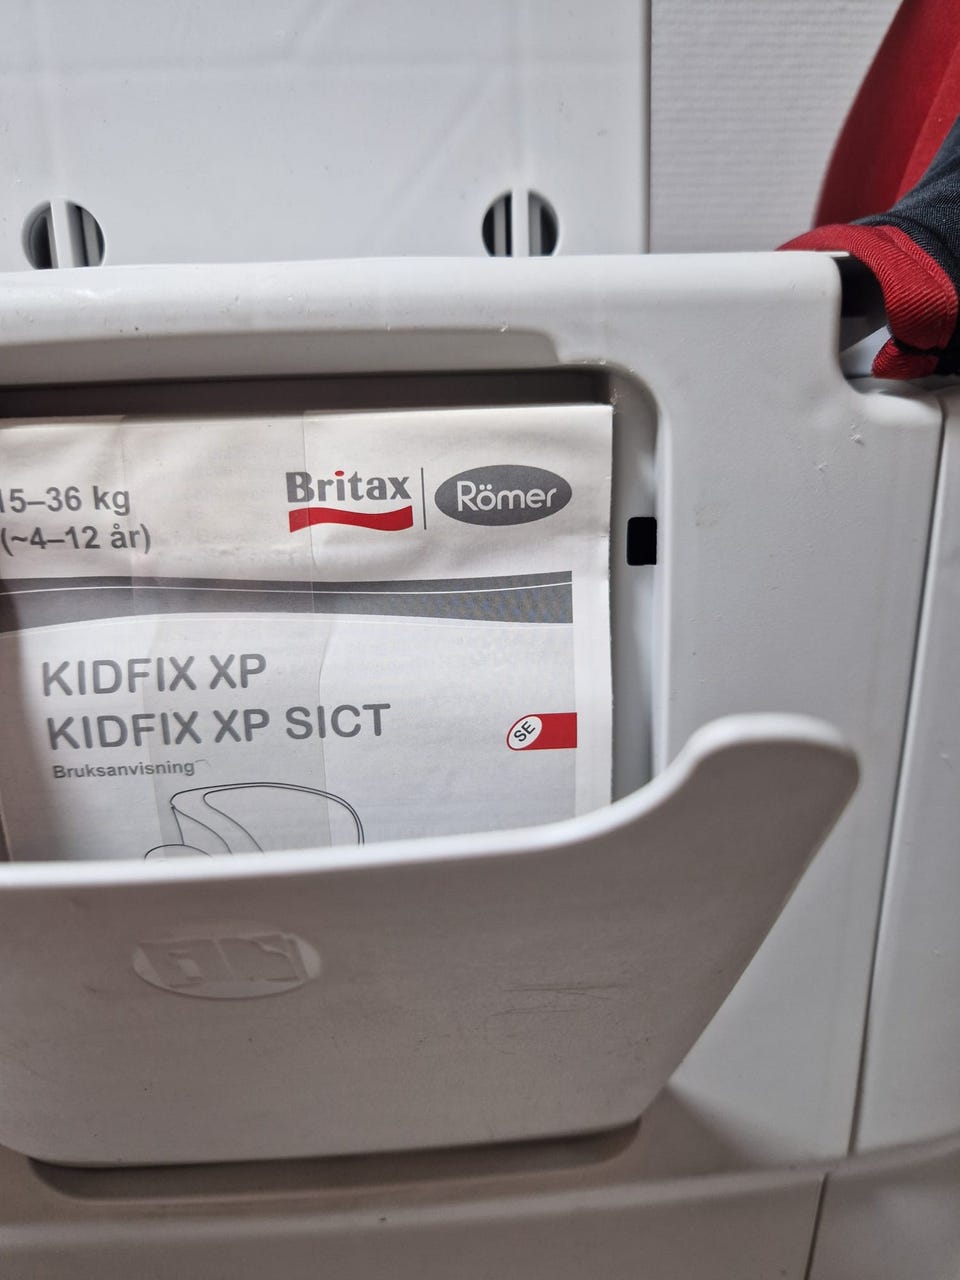 15–36 kg
(~4–12 år)
Britax Römer
KIDFIX XP
KIDFIX XP SICT
SE
Bruksanvisning